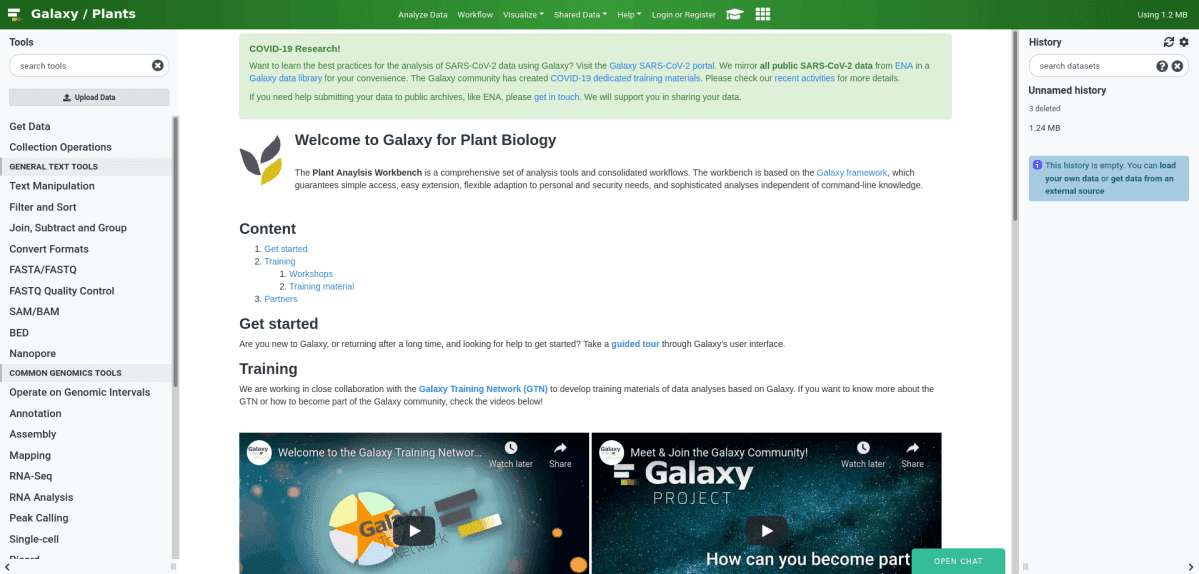 Galaxy / Plants
Analyze Data Workflow Visualize Shared Data Help Login or Register
Using 1.2 MB
Tools
search tools
Upload Data
Get Data
Collection Operations
GENERAL TEXT TOOLS
Text Manipulation
Filter and Sort
Join, Subtract and Group
Convert Formats
FASTA/FASTQ
FASTQ Quality Control
SAM/BAM
BED
Nanopore
COMMON GENOMICS TOOLS
Operate on Genomic Intervals
Annotation
Assembly
Mapping
RNA-Seq
RNA Analysis
Peak Calling
Single-cell
Picard
COVID-19 Research!
Want to learn the best practices for the analysis of SARS-CoV-2 data using Galaxy? Visit the Galaxy SARS-CoV-2 portal. We mirror all public SARS-CoV-2 data from ENA in a
Galaxy data library for your convenience. The Galaxy community has created COVID-19 dedicated training materials. Please check our recent activities for more details.
If you need help submitting your data to public archives, like ENA, please get in touch. We will support you in sharing your data.
Welcome to Galaxy for Plant Biology
The Plant Anaylsis Workbench is a comprehensive set of analysis tools and consolidated workflows. The workbench is based on the Galaxy framework, which
guarantees simple access, easy extension, flexible adaption to personal and security needs, and sophisticated analyses independent of command-line knowledge.
Content
1. Get started
2. Training
1. Workshops
2. Training material
3. Partners
Get started
Are you new to Galaxy, or returning after a long time, and looking for help to get started? Take a guided tour through Galaxy's user interface.
Training
We are working in close collaboration with the Galaxy Training Network (GTN) to develop training materials of data analyses based on Galaxy. If you want to know more about the
GTN or how to become part of the Galaxy community, check the videos below!
Galaxy
Welcome to the Galaxy Training Networ...
Watch later
Share
Galaxy
Training
Network
Galaxy
Meet & Join the Galaxy Community!
Watch later
Share
Galaxy
PROJECT
How can you become part
OPEN CHAT
History
search datasets
Unnamed history
3 deleted
1.24 MB
This history is empty. You can load
your own data or get data from an
external source